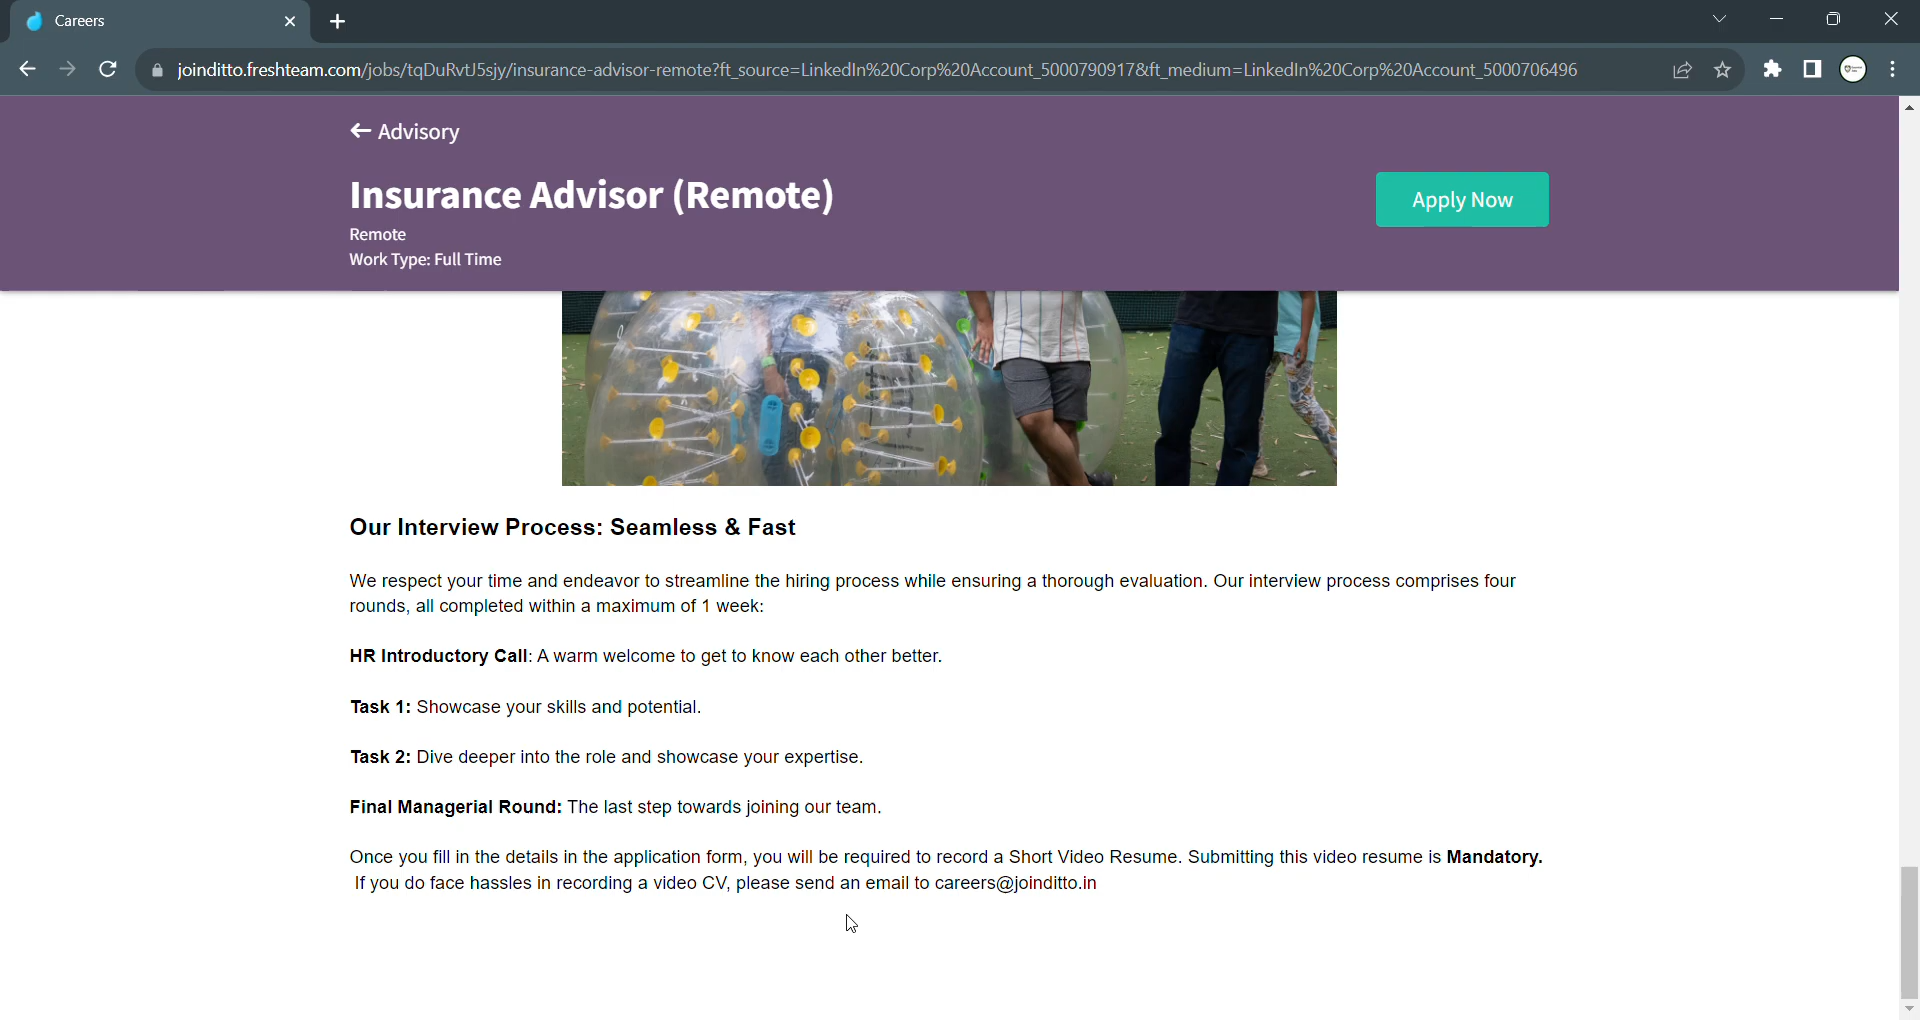 Careers
joinditto.freshteam.com/jobs/tqDuRvtJ5sjy/insurance-advisor-remote?ft_source=LinkedIn%20Corp%20Account_5000790917&ft_medium=LinkedIn%20Corp%20Account_5000706496
← Advisory
Insurance Advisor (Remote)
Apply Now
Remote
Work Type: Full Time
Our Interview Process: Seamless & Fast
We respect your time and endeavor to streamline the hiring process while ensuring a thorough evaluation. Our interview process comprises four
rounds, all completed within a maximum of 1 week:
HR Introductory Call: A warm welcome to get to know each other better.
Task 1: Showcase your skills and potential.
Task 2: Dive deeper into the role and showcase your expertise.
Final Managerial Round: The last step towards joining our team.
Once you fill in the details in the application form, you will be required to record a Short Video Resume. Submitting this video resume is Mandatory.
If you do face hassles in recording a video CV, please send an email to careers@joinditto.in